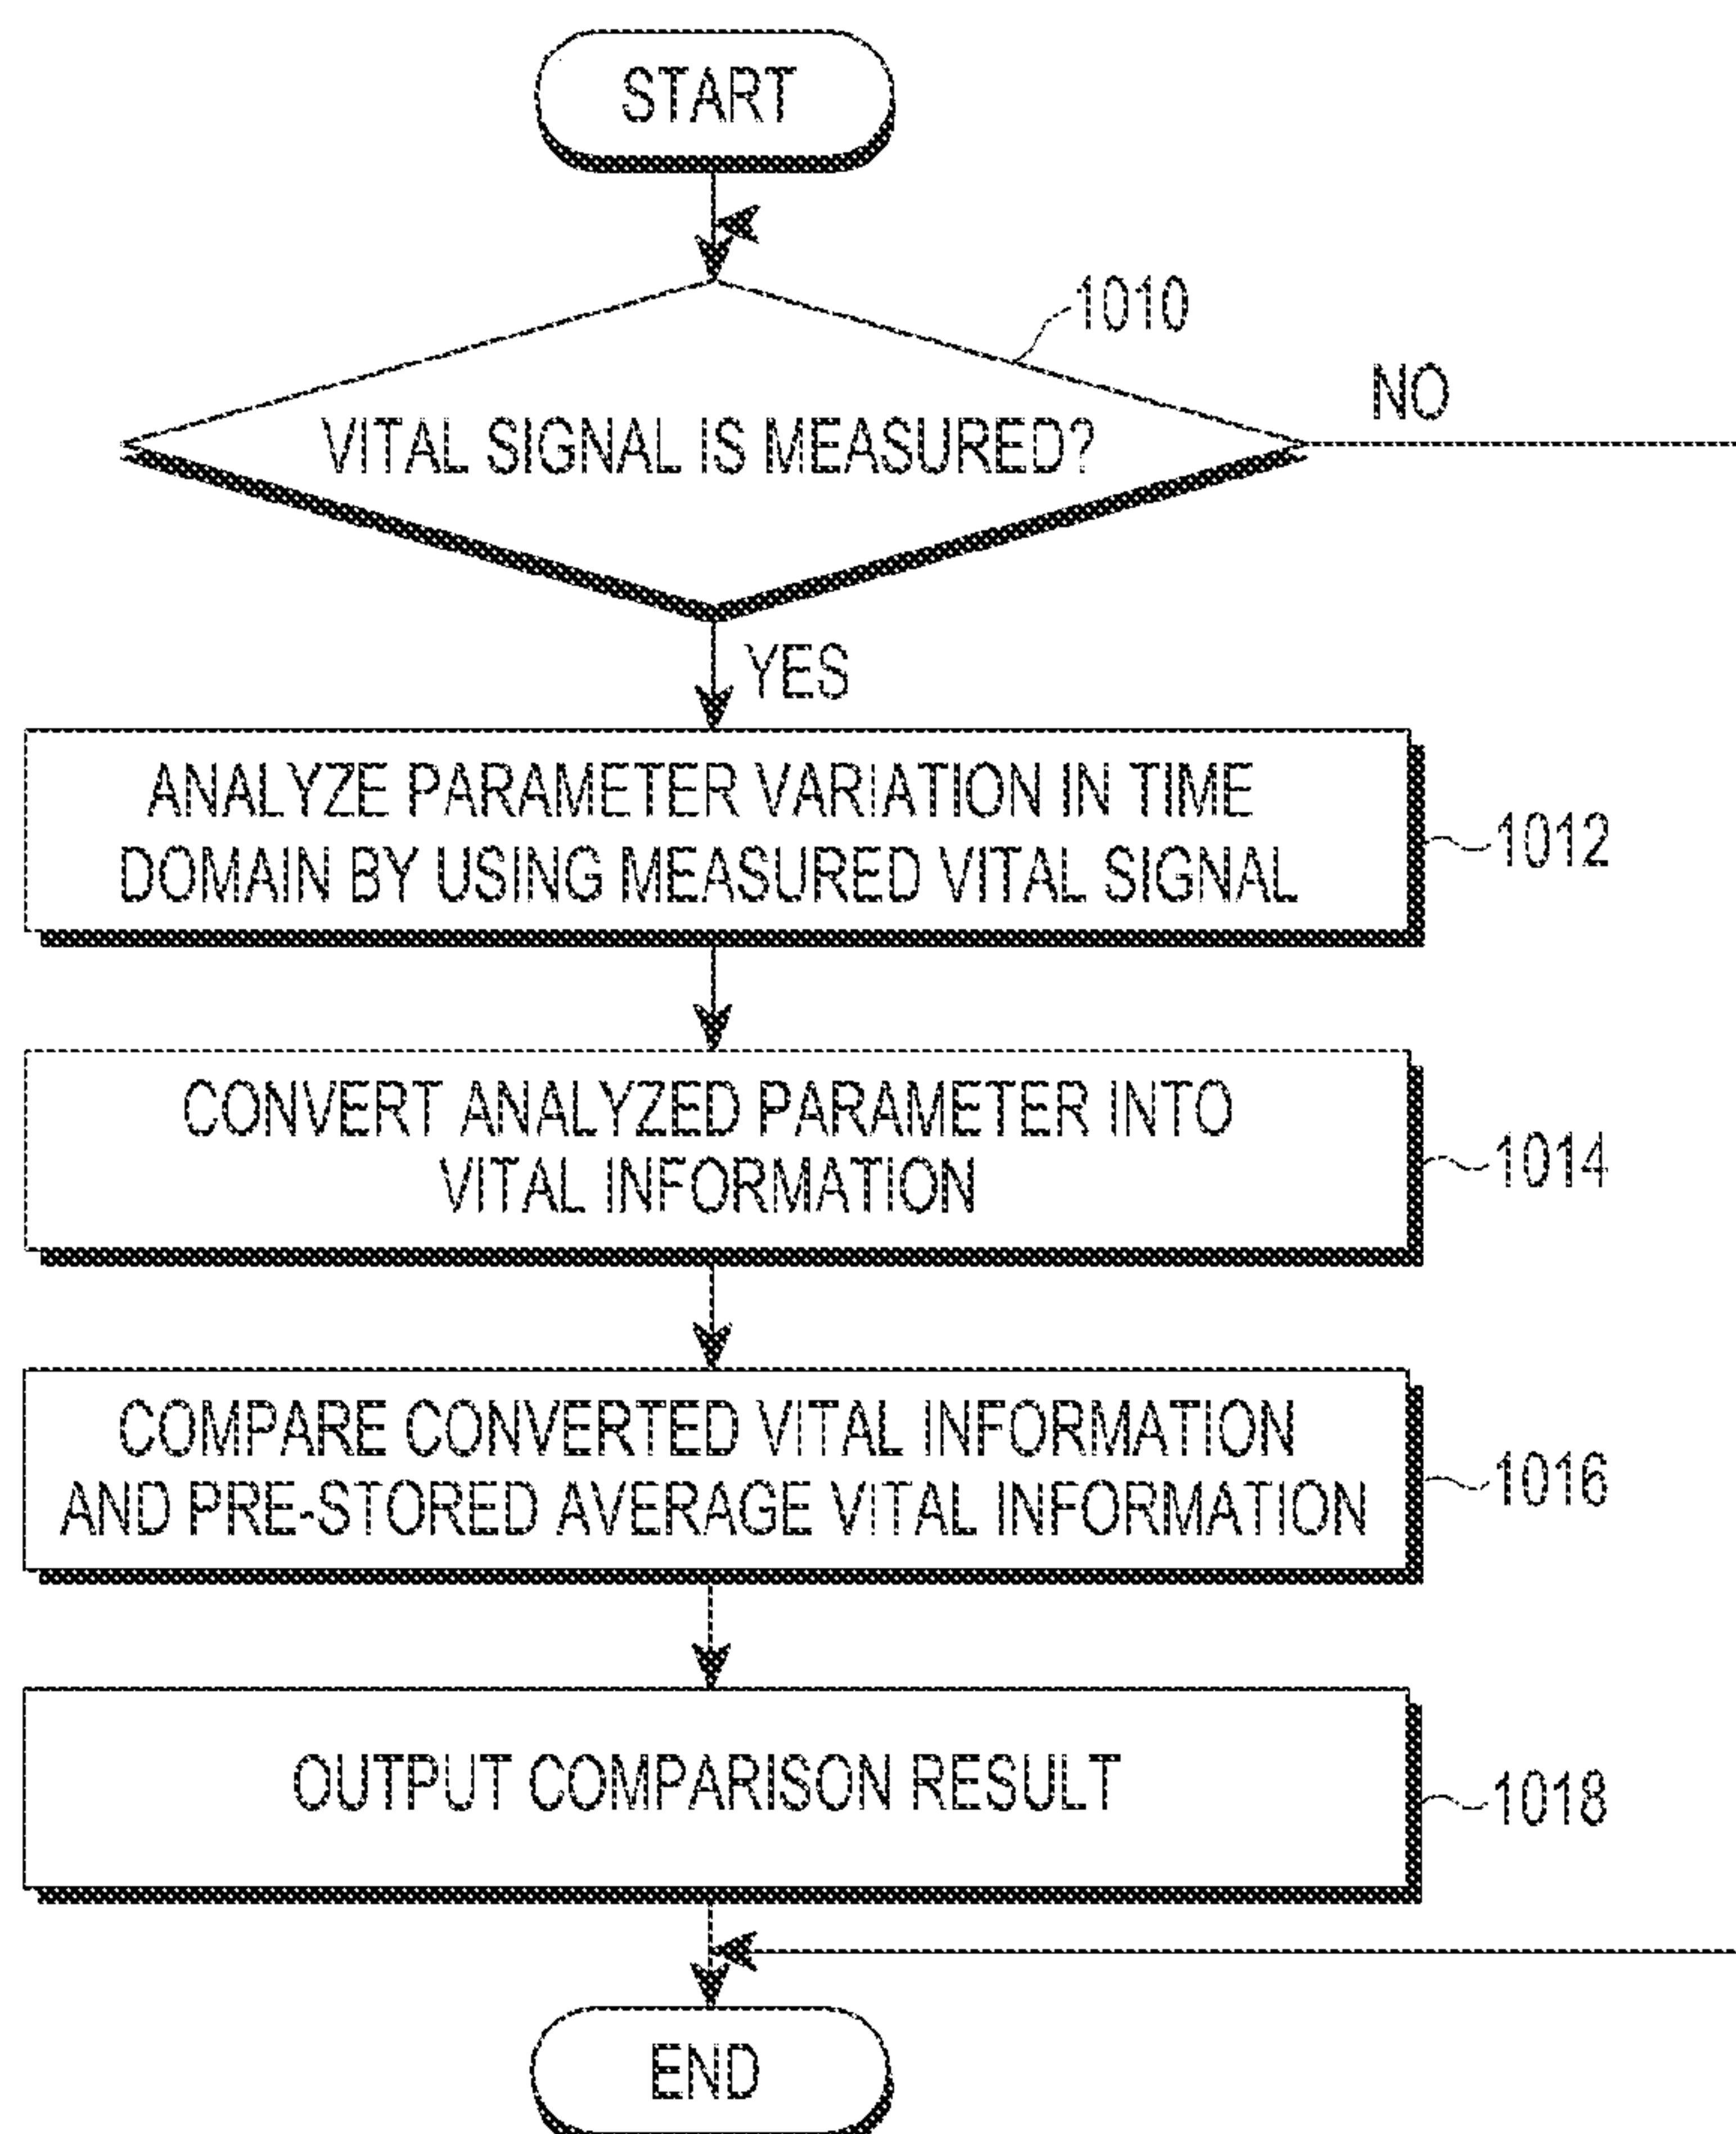 START
1010
NO
VITAL SIGNAL IS MEASURED?
YES
ANALYZE PARAMETER VARIATION IN TIME
DOMAIN BY USING MEASURED VITAL SIGNAL
1012
CONVERT ANALYZED PARAMETER INTO
VITAL INFORMATION
1014
COMPARE CONVERTED VITAL INFORMATION
AND PRE-STORED AVERAGE VITAL INFORMATION
1016
OUTPUT COMPARISON RESULT
1018
END